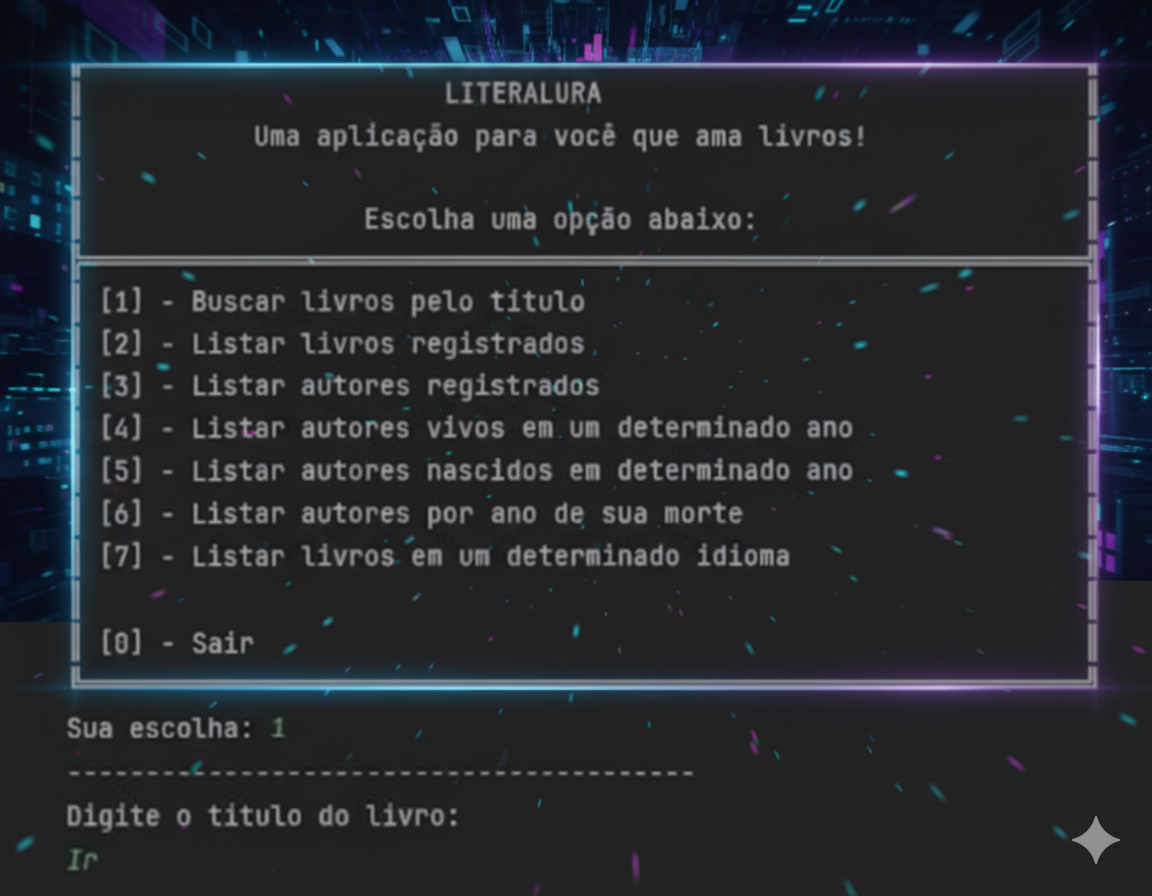 LITERALURA
Uma aplicação para você que ama livros!
Escolha uma opção abaixo:
[1] - Buscar livros pelo título
[2] - Listar livros registrados
[3] - Listar autores registrados
[4] - Listar autores vivos em um determinado ano
[5] - Listar autores nascidos em determinado ano
[6] - Listar autores por ano de sua morte
[7] - Listar livros em um determinado idioma
[0] - Sair
Sua escolha: 1
----------------------------------------
Digite o titulo do livro:
Ir